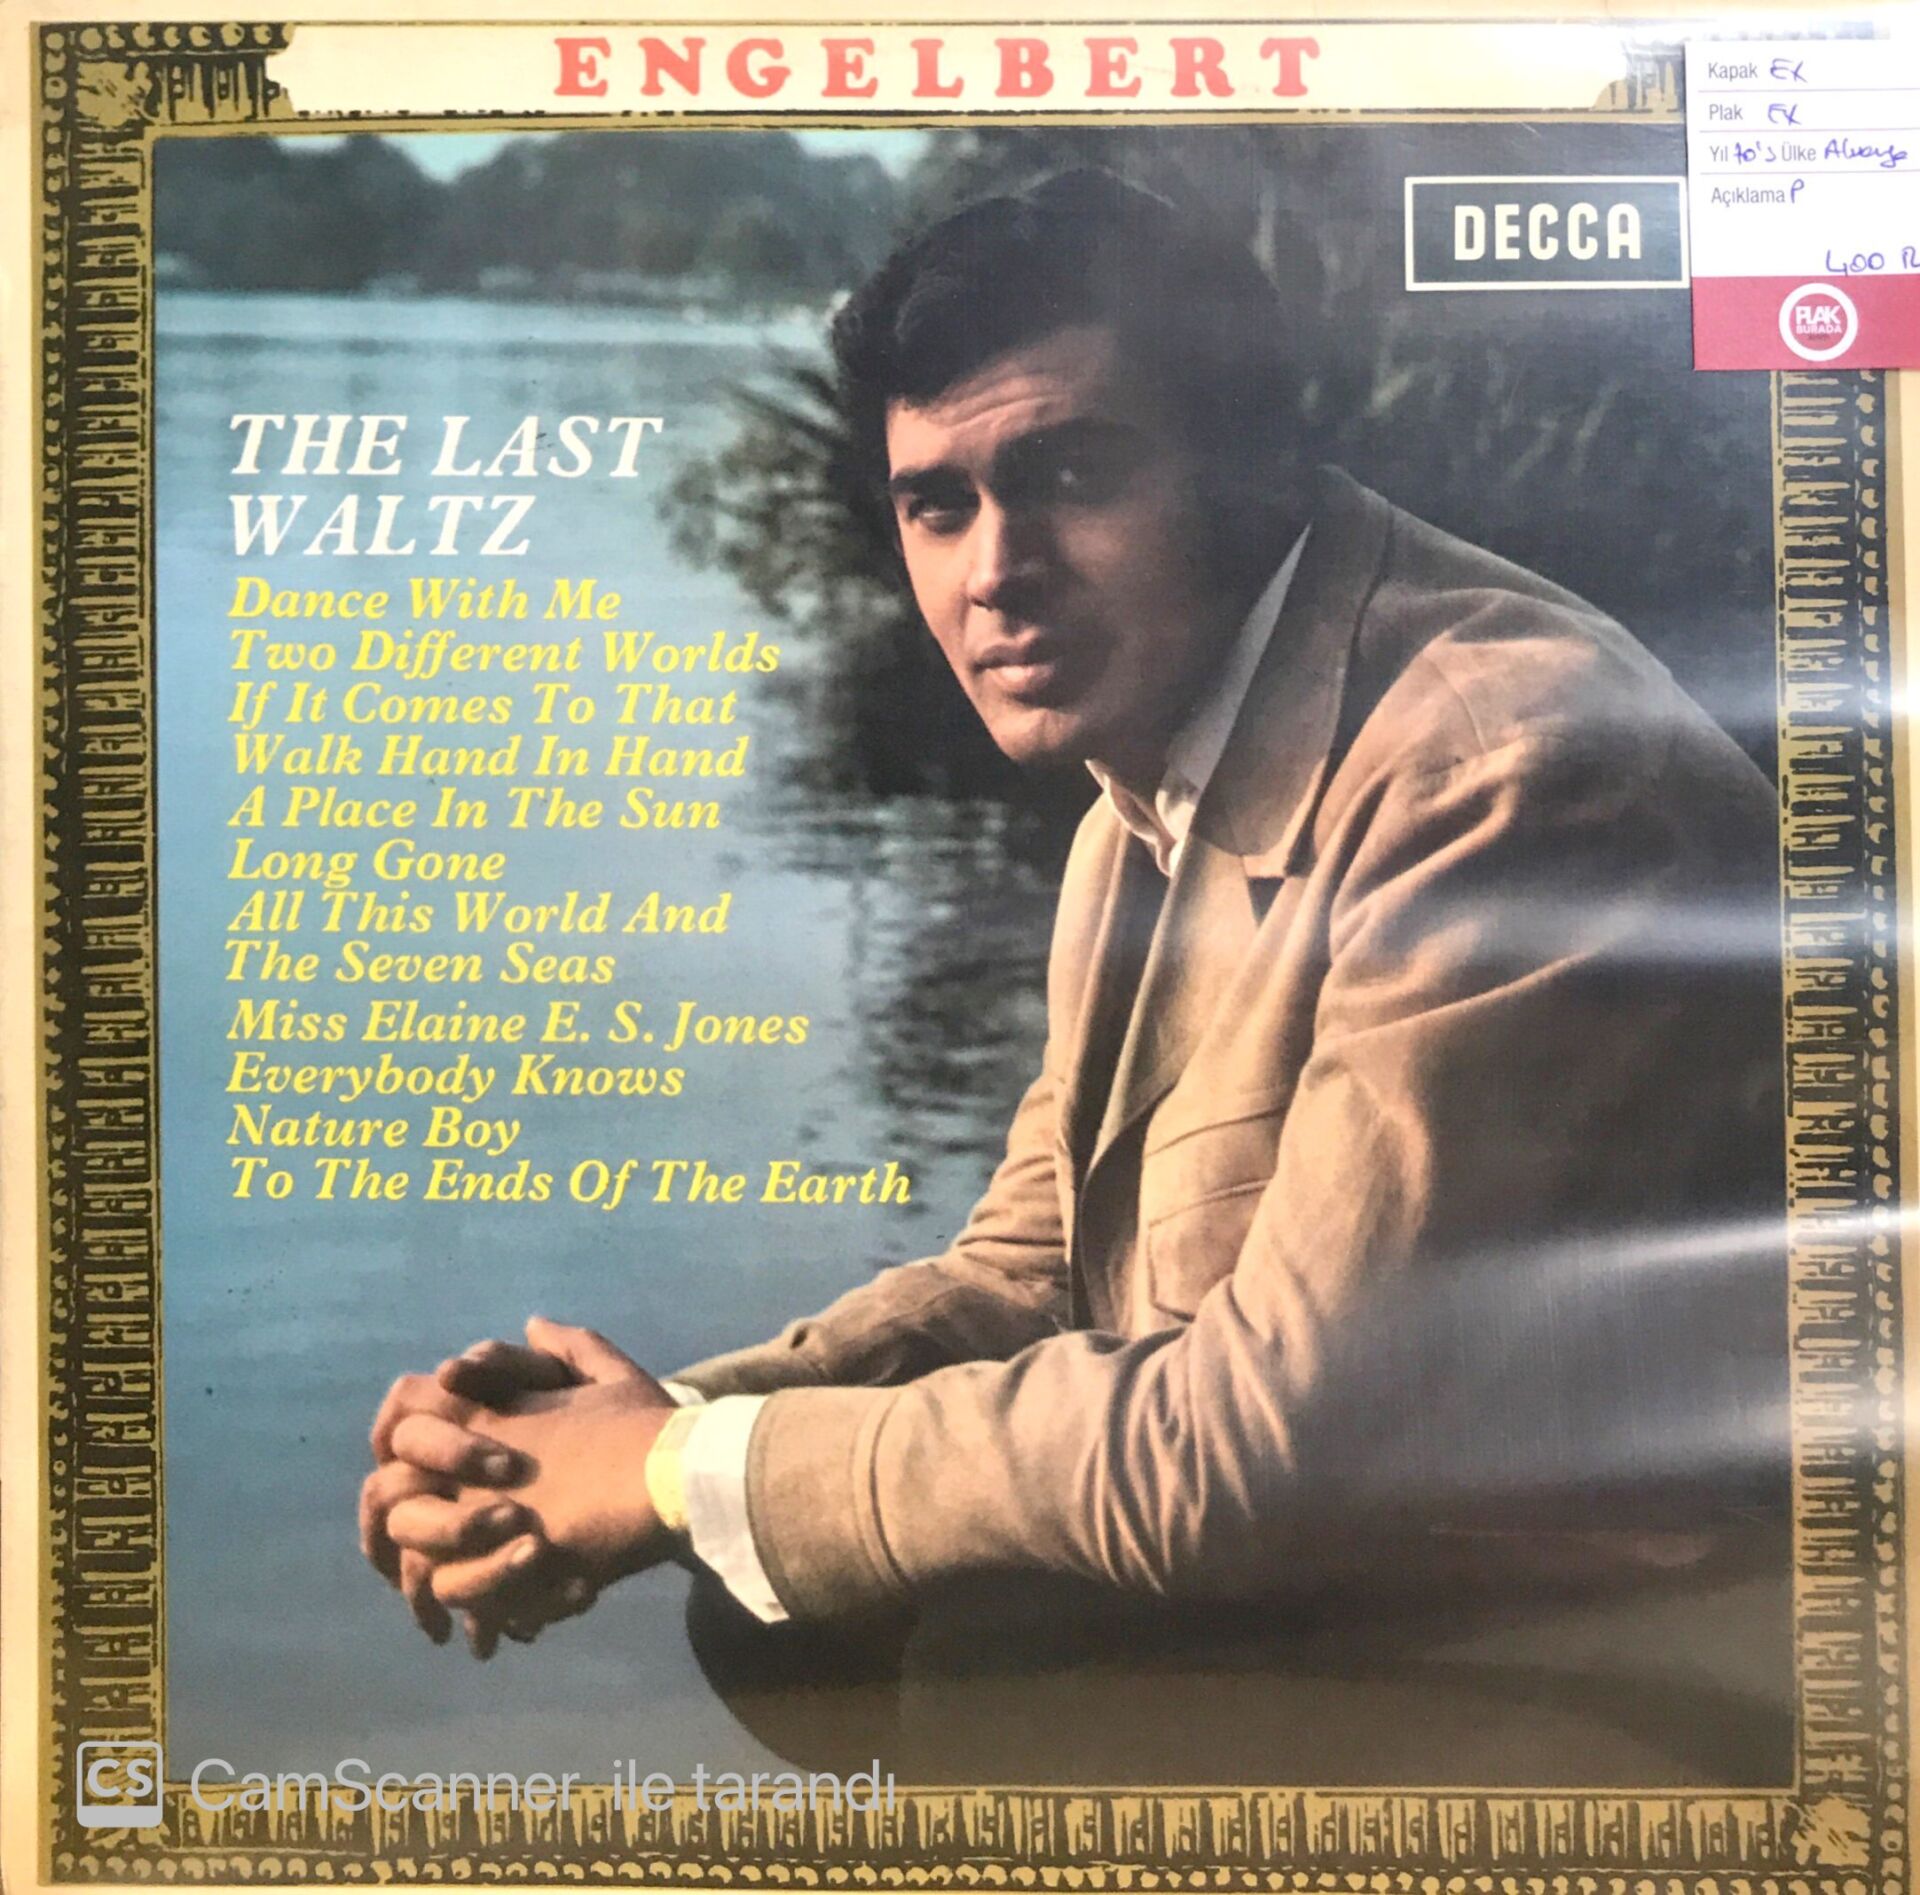 ENGELBERT
Kapak EX
Plak EX
Yıl 70's Ülke Almanya
Açıklama P
400
PLAK
BURADA
DECCA
THE LAST
WALTZ
Dance With Me
Two Different Worlds
If It Comes To That
Walk Hand In Hand
A Place In The Sun
Long Gone
All This World And
The Seven Seas
Miss Elaine E. S. Jones
Everybody Knows
Nature Boy
To The Ends Of The Earth
CS CamScanner ile tarandı